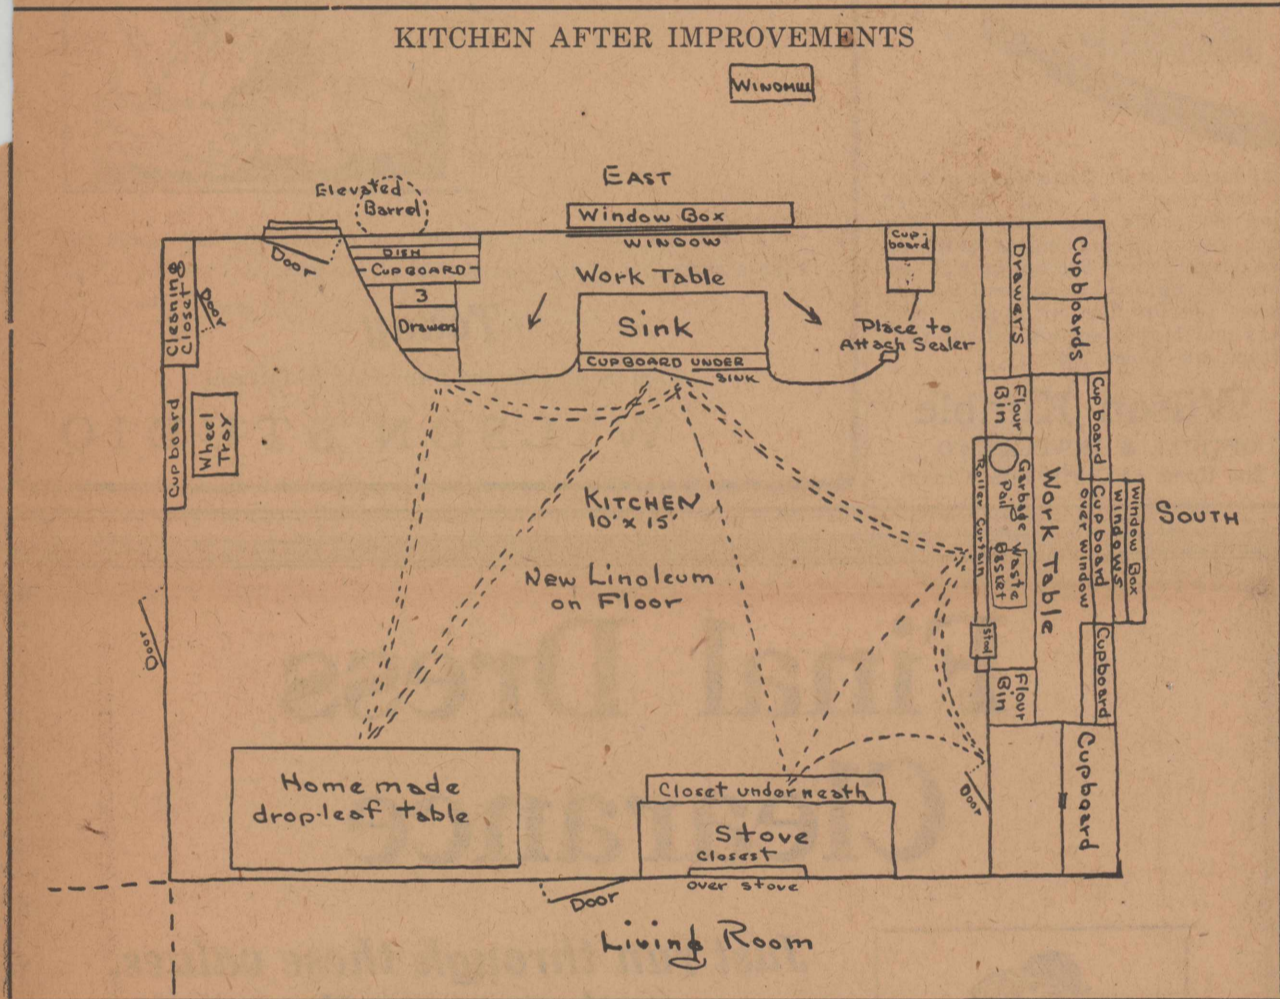 KITCHEN AFTER IMPROVEMENTS
WINDMILL
EAST
Elevated
Barrel
Window Box
WINDOW
DOOR
DISH
CUPBOARD
3
Drawers
Work Table
Sink
CUPBOARD UNDER
SINK
Cup-
board
Place to
Attach Sealer
Drawers
Cupboards
Cleaning
Closet
DOOR
Cupboard
Wheel
Tray
Flour
Bin
Cupboard
Roller Curtain
Garbage
Pail
Waste
Basket
Work Table
Cupboard
over window
WINDOWS
Window Box
SOUTH
KITCHEN
10' x 15'
New Linoleum
on Floor
Stool
Flour
Bin
Cupboard
DOOR
Home made
drop-leaf table
Closet underneath
Stove
Closest
over stove
DOOR
Cupboard
DOOR
Living Room